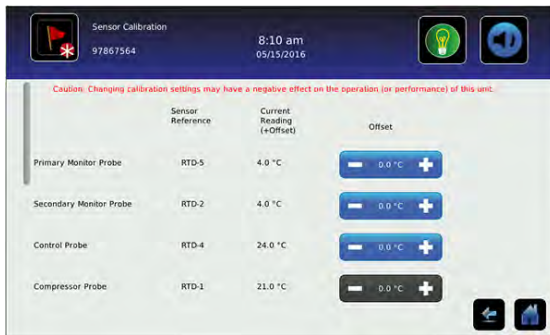 Sensor Calibration
97867564
8:10 am
05/15/2016
Caution: Changing calibration settings may have a negative effect on the operation (or performance) of this unit.
Sensor
Reference
Current
Reading
(+Offset)
Offset
Primary Monitor Probe RTD-5 4.0 °C − 0.0 °C +
Secondary Monitor Probe RTD-2 4.0 °C − 0.0 °C +
Control Probe RTD-4 24.0 °C − 0.0 °C +
Compressor Probe RTD-1 21.0 °C − 0.0 °C +